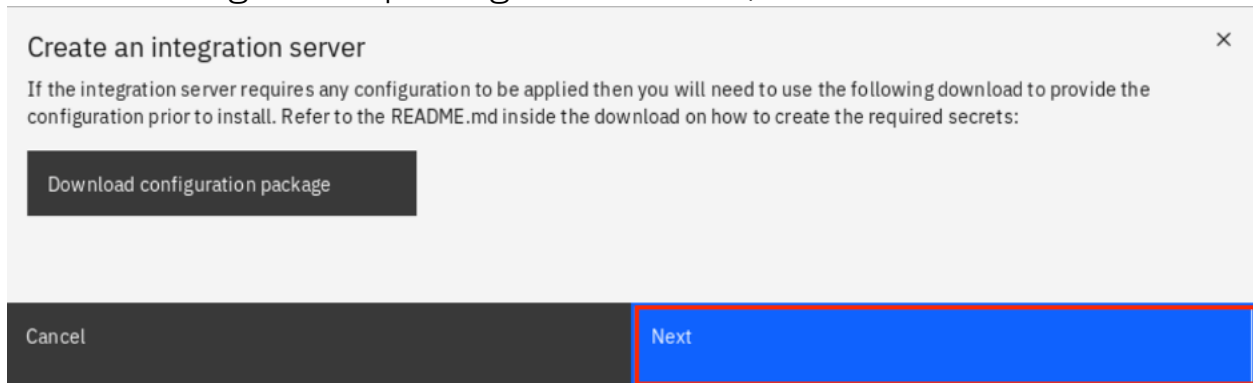 Create an integration server
If the integration server requires any configuration to be applied then you will need to use the following download to provide the
configuration prior to install. Refer to the README.md inside the download on how to create the required secrets:
Download configuration package
Cancel
Next